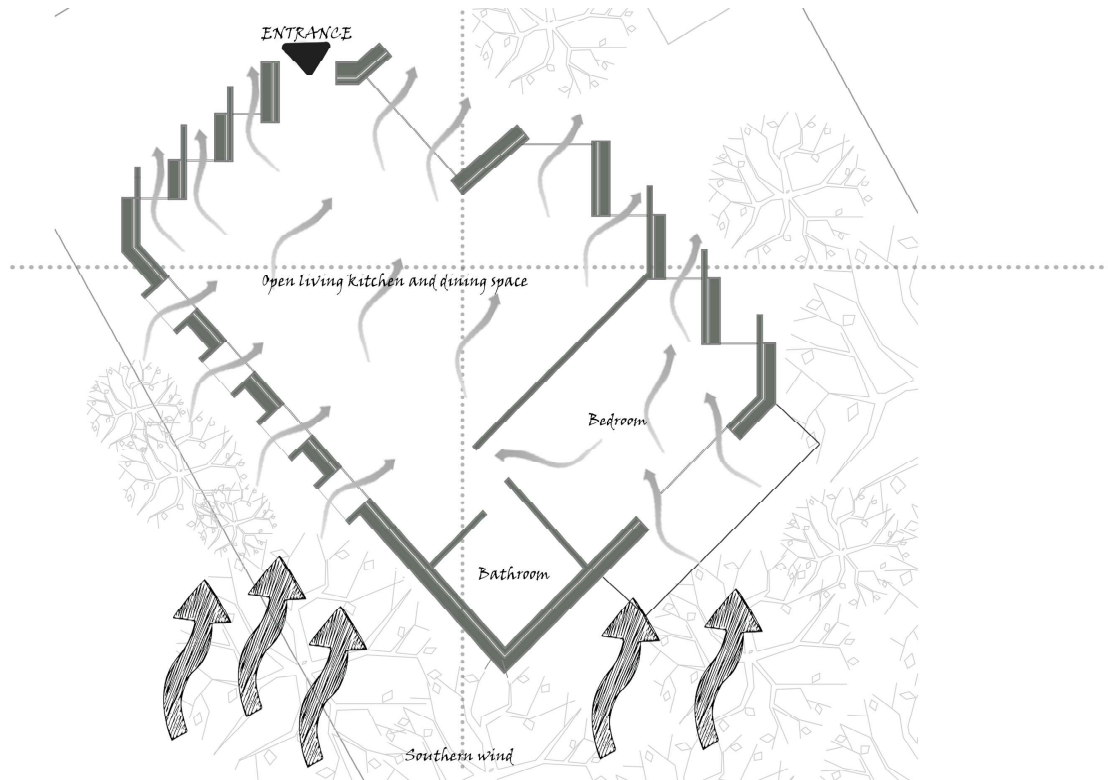 ENTRANCE
Open living kitchen and dining space
Bedroom
Bathroom
Southern wind